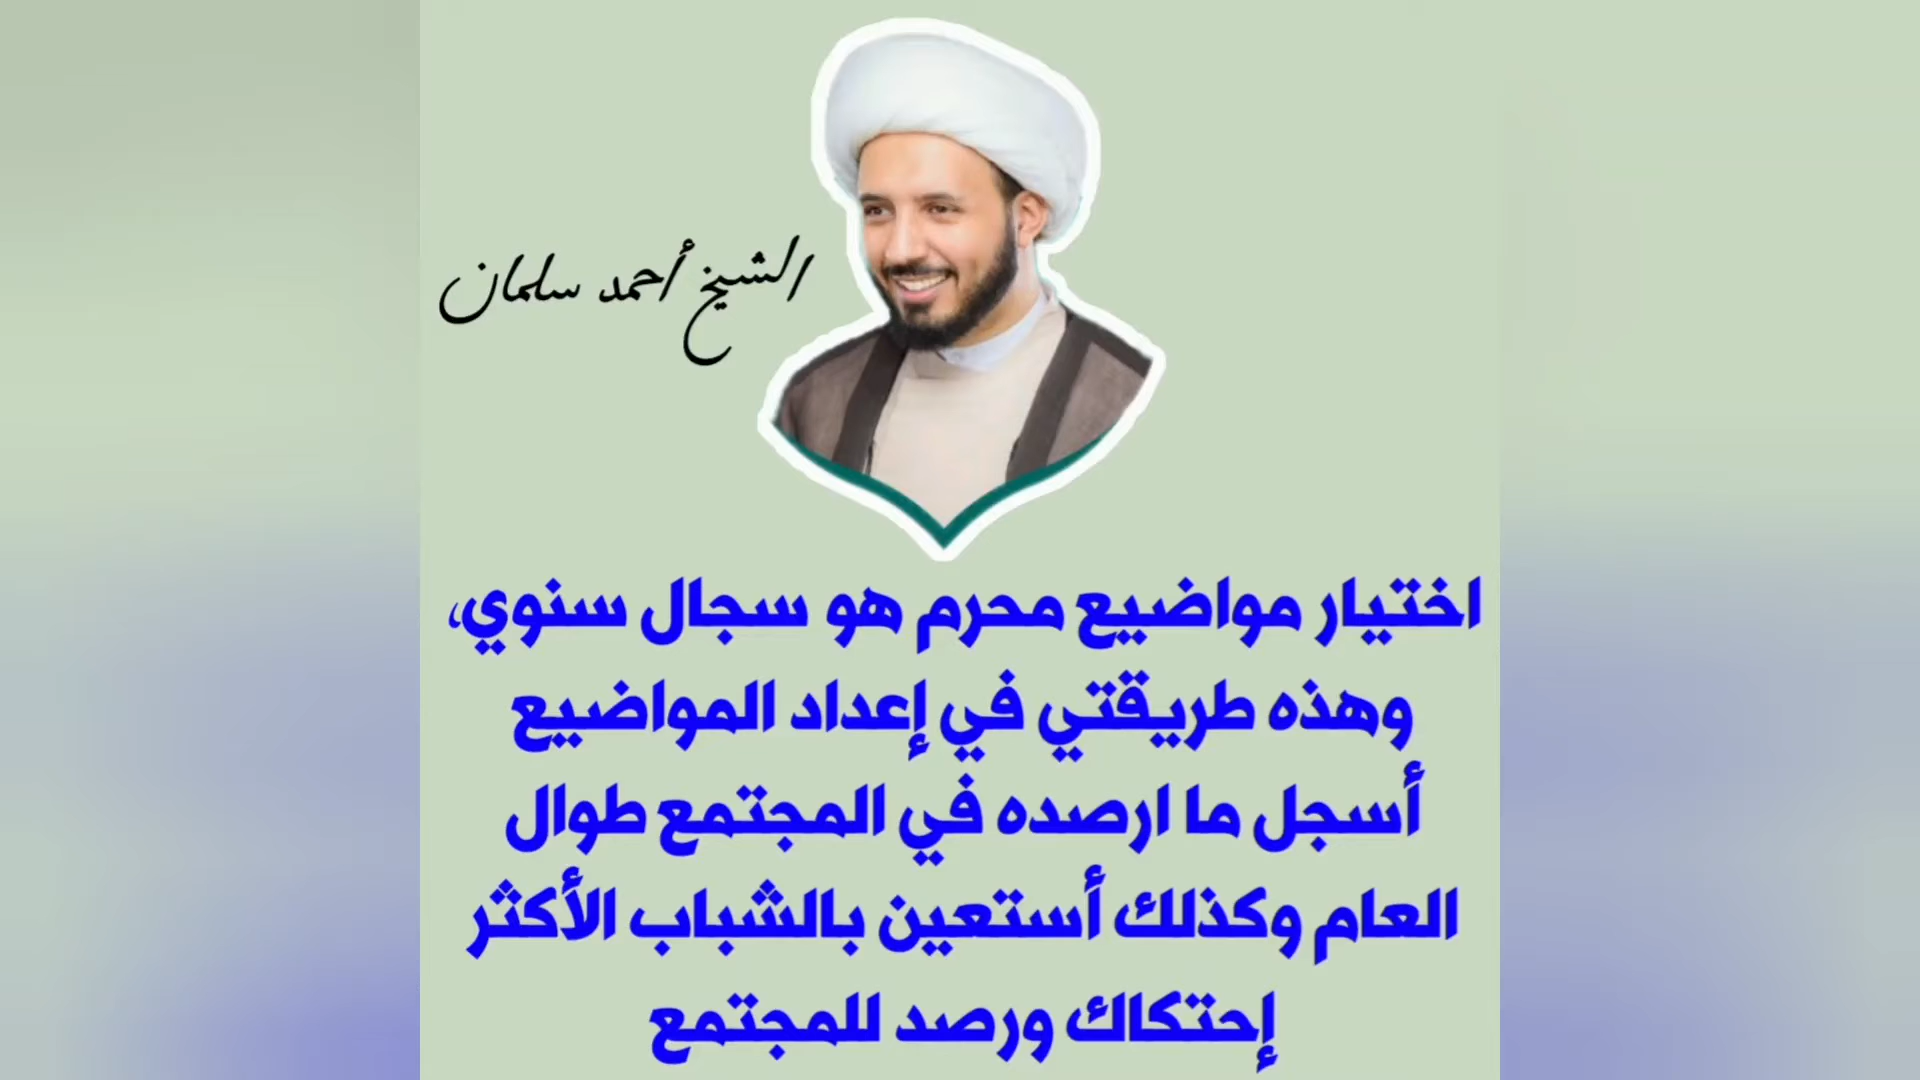 الشيخ أحمد سلمان
اختيار مواضيع محرم هو سجال سنوي،
وهذه طريقتي في إعداد المواضيع
أسجل ما ارصده في المجتمع طوال
العام وكذلك أستعين بالشباب الأكثر
إحتكاك ورصد للمجتمع